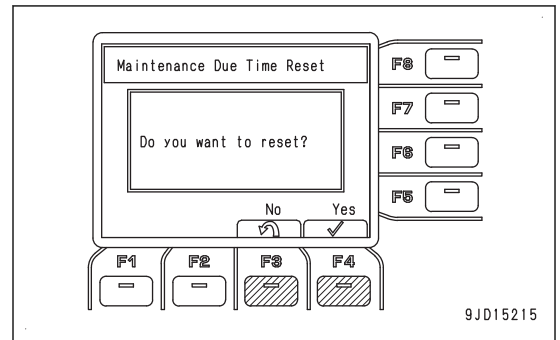 Maintenance Due Time Reset
F8
F7
Do you want to reset?
F6
No Yes
F5
F1 F2 F3 F4
9JD15215